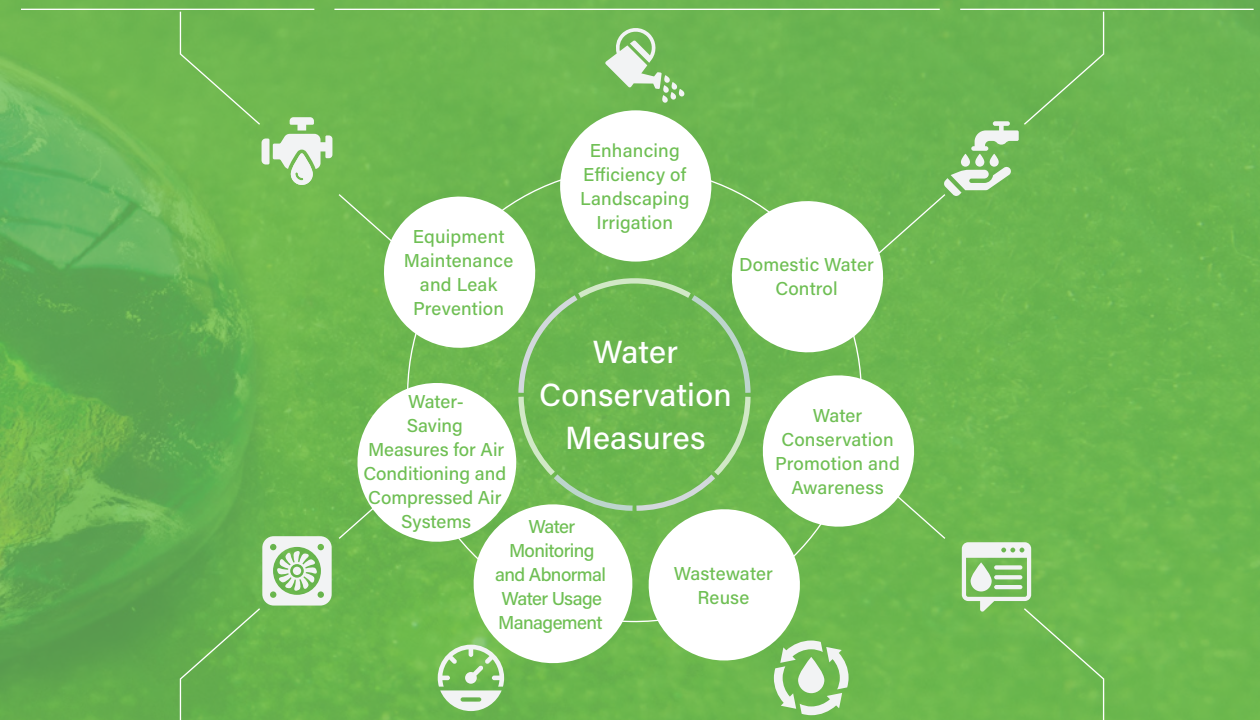 Enhancing
Efficiency of
Landscaping
Irrigation
Equipment
Maintenance
and Leak
Prevention
Domestic Water
Control
Water
Conservation
Measures
Water-
Saving
Measures for Air
Conditioning and
Compressed Air
Systems
Water
Conservation
Promotion and
Awareness
Water
Monitoring
and Abnormal
Water Usage
Management
Wastewater
Reuse